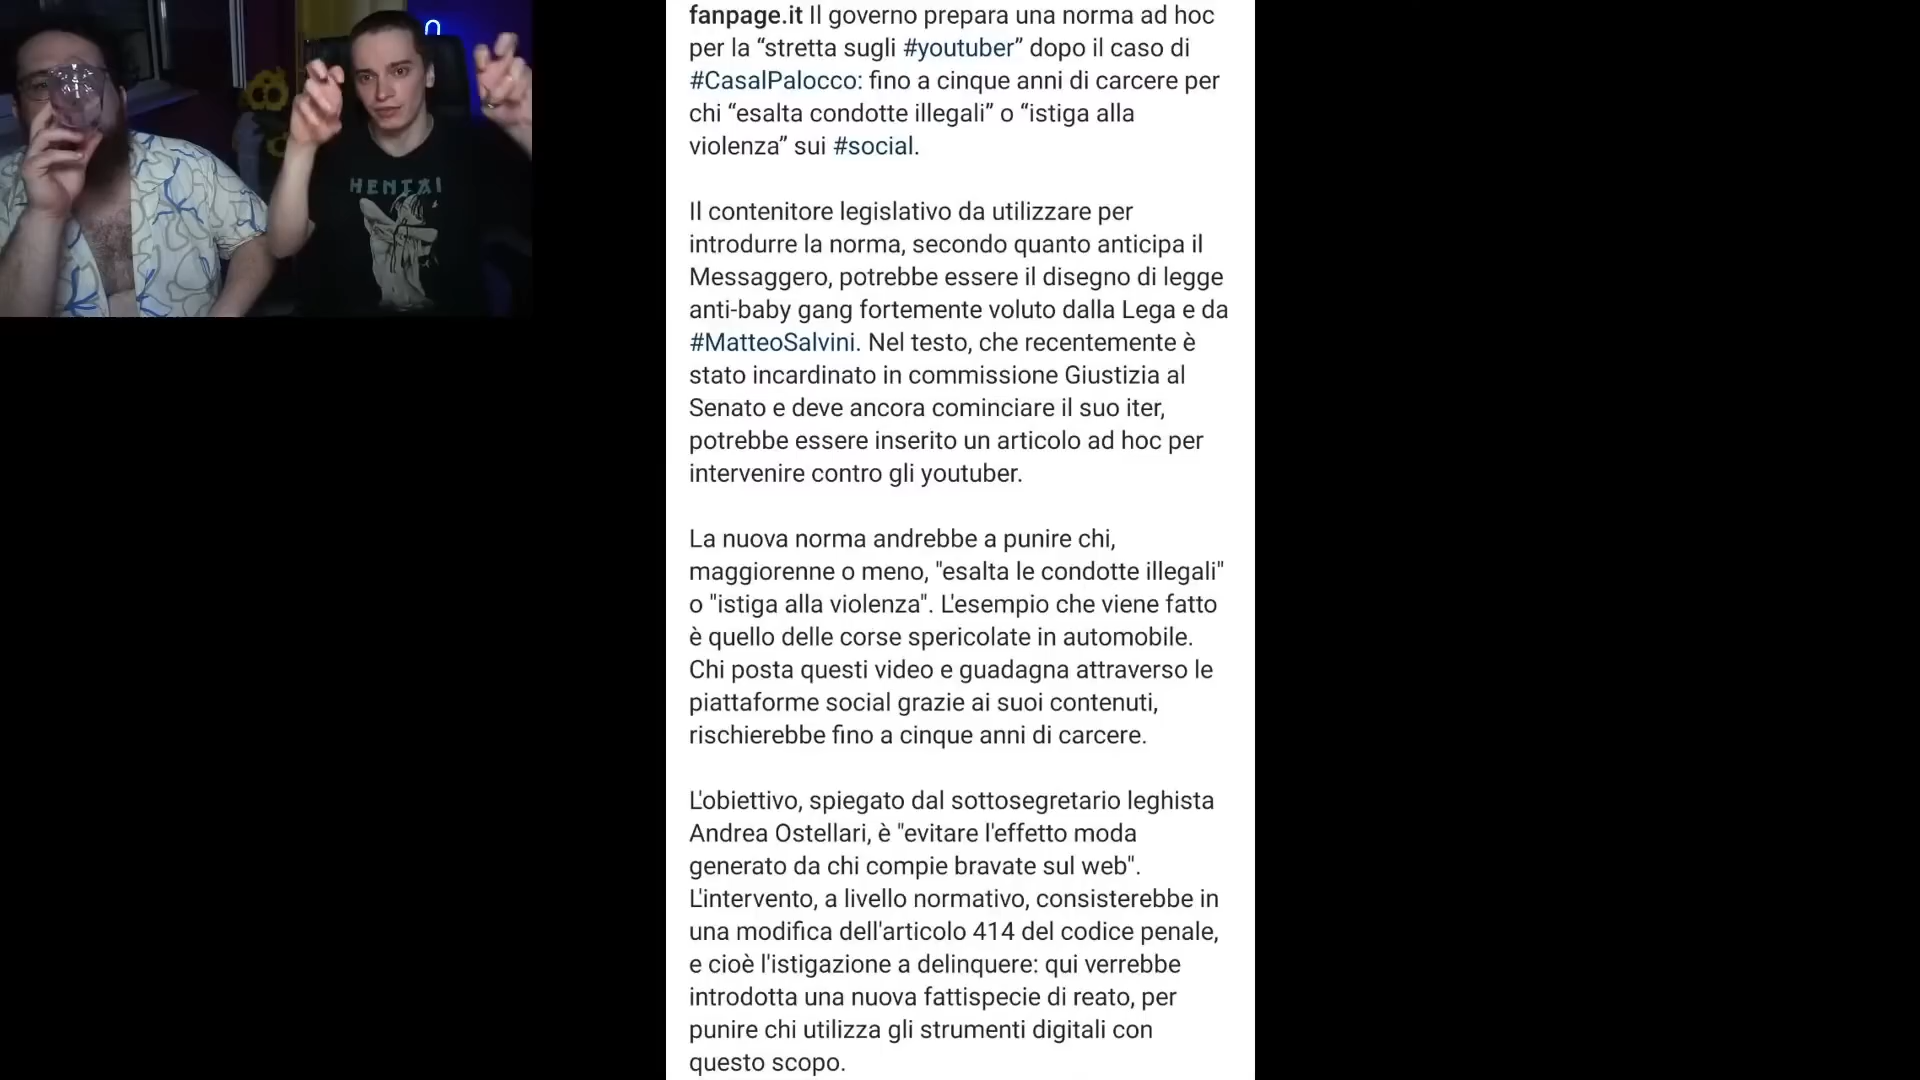 HENTAI
fanpage.it Il governo prepara una norma ad hoc
per la “stretta sugli #youtuber” dopo il caso di
#CasalPalocco: fino a cinque anni di carcere per
chi “esalta condotte illegali” o “istiga alla
violenza” sui #social.
Il contenitore legislativo da utilizzare per
introdurre la norma, secondo quanto anticipa il
Messaggero, potrebbe essere il disegno di legge
anti-baby gang fortemente voluto dalla Lega e da
#MatteoSalvini. Nel testo, che recentemente è
stato incardinato in commissione Giustizia al
Senato e deve ancora cominciare il suo iter,
potrebbe essere inserito un articolo ad hoc per
intervenire contro gli youtuber.
La nuova norma andrebbe a punire chi,
maggiorenne o meno, "esalta le condotte illegali"
o "istiga alla violenza". L'esempio che viene fatto
è quello delle corse spericolate in automobile.
Chi posta questi video e guadagna attraverso le
piattaforme social grazie ai suoi contenuti,
rischierebbe fino a cinque anni di carcere.
L'obiettivo, spiegato dal sottosegretario leghista
Andrea Ostellari, è "evitare l'effetto moda
generato da chi compie bravate sul web".
L'intervento, a livello normativo, consisterebbe in
una modifica dell'articolo 414 del codice penale,
e cioè l'istigazione a delinquere: qui verrebbe
introdotta una nuova fattispecie di reato, per
punire chi utilizza gli strumenti digitali con
questo scopo.